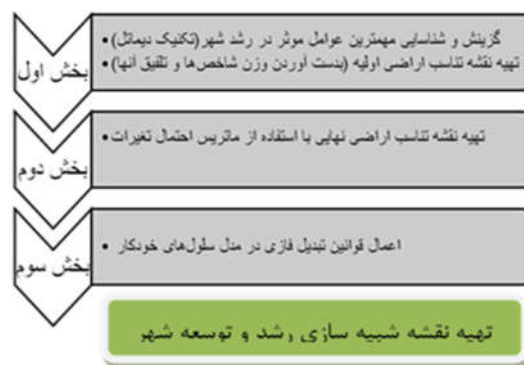 بخش اول
• گزینش و شناسایی مهمترین عوامل موثر در رشد شهر(تکنیک دیماتل)
• تهیه نقشه تناسب اراضی اولیه (بدست آوردن وزن شاخص‌ها و تلفیق آنها)
بخش دوم
• تهیه نقشه تناسب اراضی نهایی با استفاده از ماتریس احتمال تغیرات
بخش سوم
• اعمال قوانین تبدیل فازی در مدل سلول‌های خودکار
تهیه نقشه شبیه سازی رشد و توسعه شهر